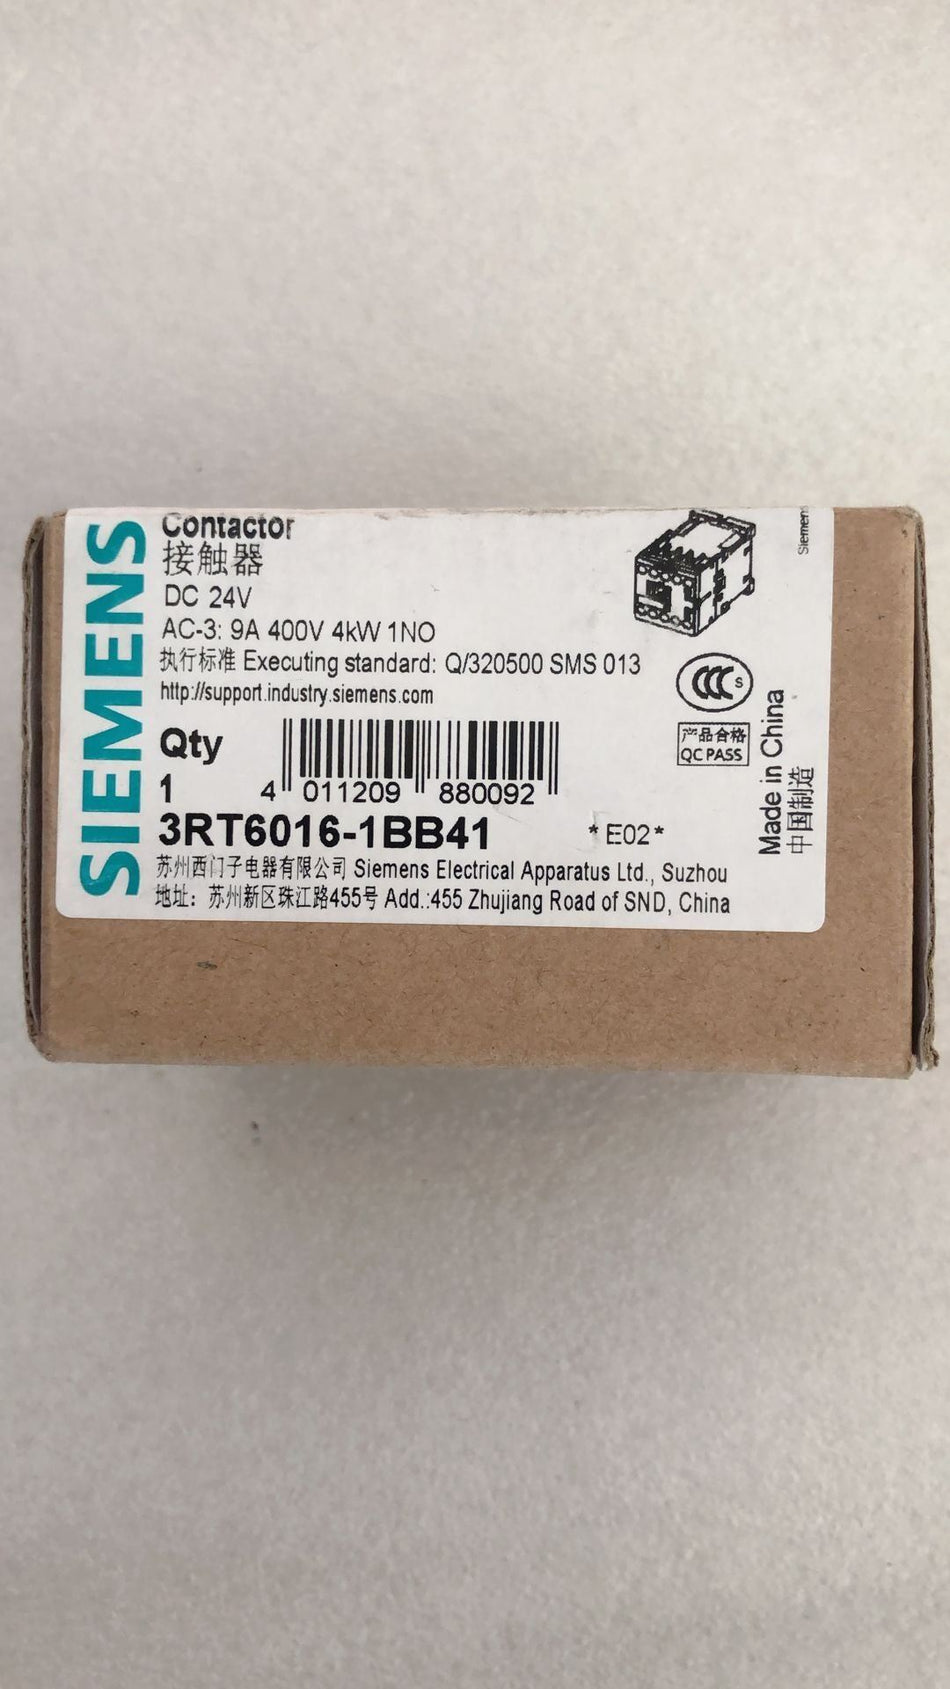 SIEMENS
Contactor
接触器
DC 24V
AC-3: 9A 400V 4kW 1NO
执行标准 Executing standard: Q/320500 SMS 013
http://support.industry.siemens.com
Qty
1
4 011209 880092
3RT6016-1BB41
*E02*
苏州西门子电器有限公司 Siemens Electrical Apparatus Ltd., Suzhou
地址：苏州新区珠江路455号 Add.:455 Zhujiang Road of SND, China
CCC S
产品合格
QC PASS
Made in China
中国制造
Siemens